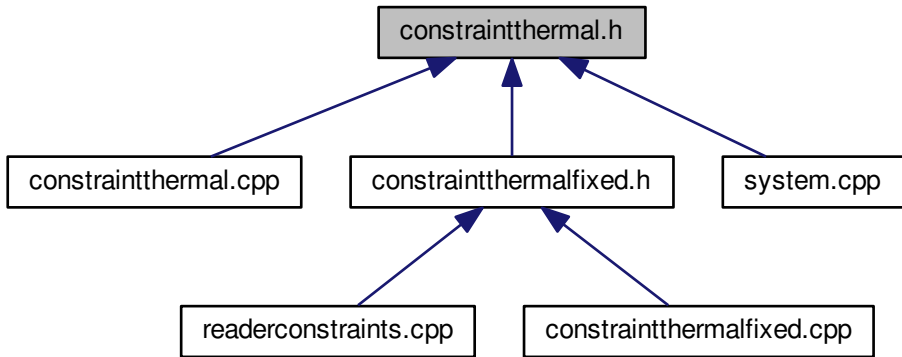 constraintthermal.h
constraintthermal.cpp
constraintthermalfixed.h
system.cpp
readerconstraints.cpp
constraintthermalfixed.cpp